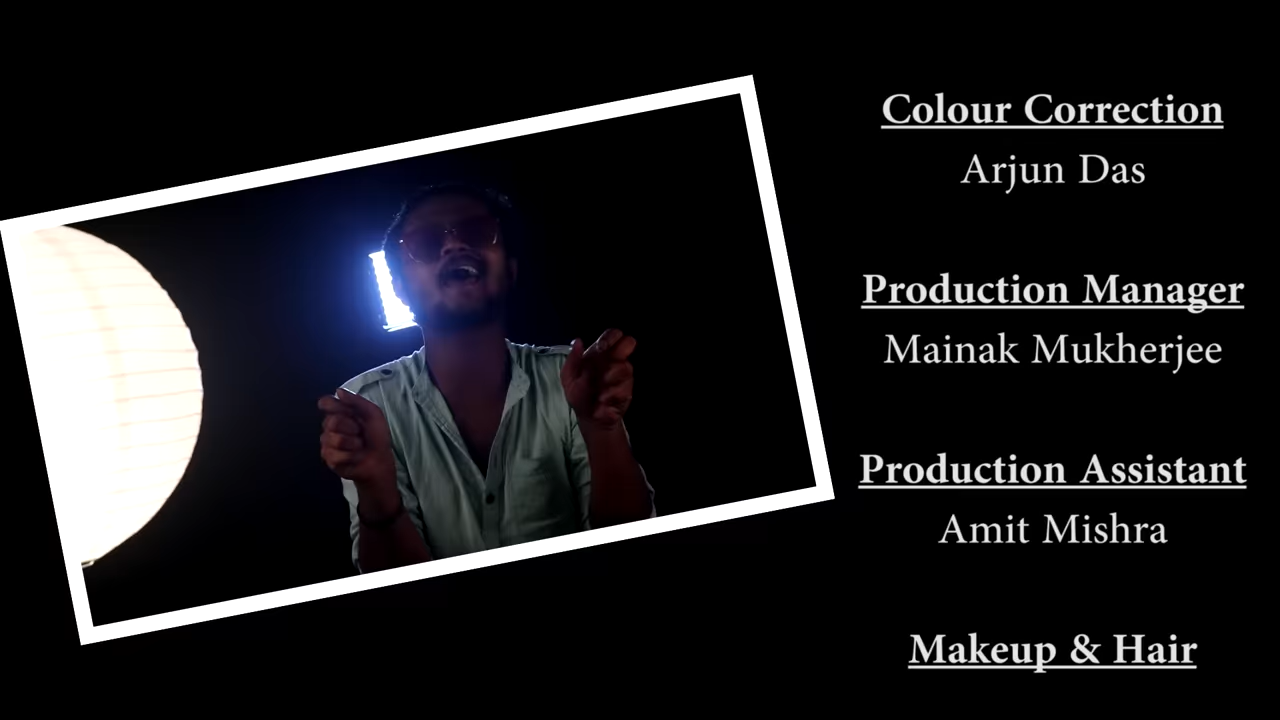 Colour Correction
Arjun Das
Production Manager
Mainak Mukherjee
Production Assistant
Amit Mishra
Makeup & Hair